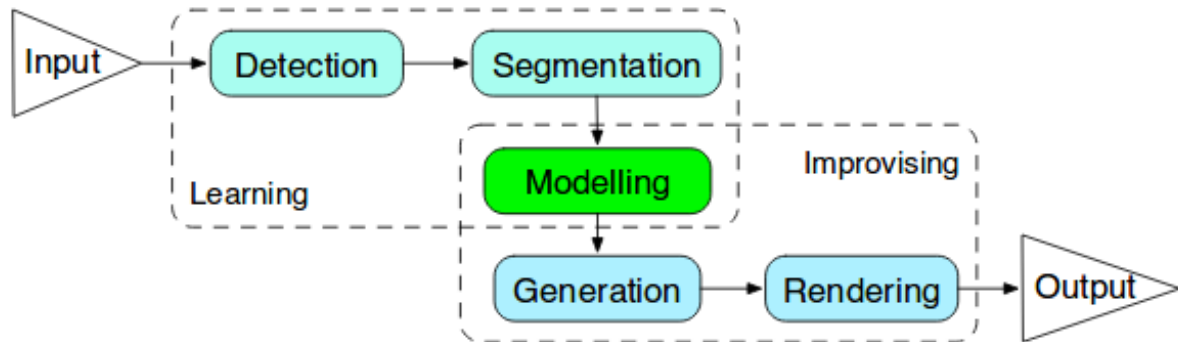 Input
Detection
Segmentation
Modelling
Improvising
Learning
Generation
Rendering
Output